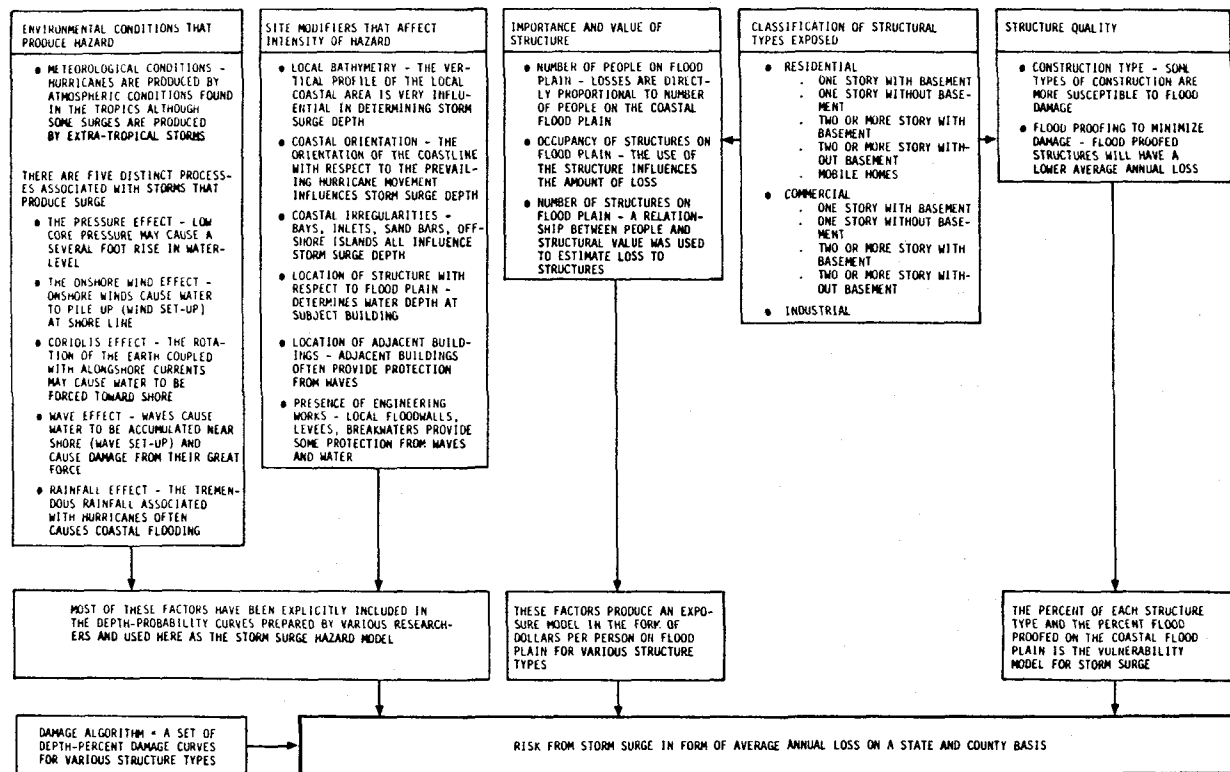 ENVIRONMENTAL CONDITIONS THAT
PRODUCE HAZARD
● METEOROLOGICAL CONDITIONS -
HURRICANES ARE PRODUCED BY
ATMOSPHERIC CONDITIONS FOUND
IN THE TROPICS ALTHOUGH
SOME SURGES ARE PRODUCED
BY EXTRA-TROPICAL STORMS
THERE ARE FIVE DISTINCT PROCESS-
ES ASSOCIATED WITH STORMS THAT
PRODUCE SURGE
● THE PRESSURE EFFECT - LOW
CORE PRESSURE MAY CAUSE A
SEVERAL FOOT RISE IN WATER-
LEVEL
● THE ONSHORE WIND EFFECT -
ONSHORE WINDS CAUSE WATER
TO PILE UP (WIND SET-UP)
AT SHORE LINE
● CORIOLIS EFFECT - THE ROTA-
TION OF THE EARTH COUPLED
WITH ALONGSHORE CURRENTS
MAY CAUSE WATER TO BE
FORCED TOWARD SHORE
● WAVE EFFECT - WAVES CAUSE
WATER TO BE ACCUMULATED NEAR
SHORE (WAVE SET-UP) AND
CAUSE DAMAGE FROM THEIR GREAT
FORCE
● RAINFALL EFFECT - THE TREMEN-
DOUS RAINFALL ASSOCIATED
WITH HURRICANES OFTEN
CAUSES COASTAL FLOODING
SITE MODIFIERS THAT AFFECT
INTENSITY OF HAZARD
● LOCAL BATHYMETRY - THE VER-
TICAL PROFILE OF THE LOCAL
COASTAL AREA IS VERY INFLU-
ENTIAL IN DETERMINING STORM
SURGE DEPTH
● COASTAL ORIENTATION - THE
ORIENTATION OF THE COASTLINE
WITH RESPECT TO THE PREVAIL-
ING HURRICANE MOVEMENT
INFLUENCES STORM SURGE DEPTH
● COASTAL IRREGULARITIES -
BAYS, INLETS, SAND BARS, OFF-
SHORE ISLANDS ALL INFLUENCE
STORM SURGE DEPTH
● LOCATION OF STRUCTURE WITH
RESPECT TO FLOOD PLAIN -
DETERMINES WATER DEPTH AT
SUBJECT BUILDING
● LOCATION OF ADJACENT BUILD-
INGS - ADJACENT BUILDINGS
OFTEN PROVIDE PROTECTION
FROM WAVES
● PRESENCE OF ENGINEERING
WORKS - LOCAL FLOODWALLS,
LEVEES, BREAKWATERS PROVIDE
SOME PROTECTION FROM WAVES
AND WATER
IMPORTANCE AND VALUE OF
STRUCTURE
● NUMBER OF PEOPLE ON FLOOD
PLAIN - LOSSES ARE DIRECT-
LY PROPORTIONAL TO NUMBER
OF PEOPLE ON THE COASTAL
FLOOD PLAIN
● OCCUPANCY OF STRUCTURES ON
FLOOD PLAIN - THE USE OF
THE STRUCTURE INFLUENCES
THE AMOUNT OF LOSS
● NUMBER OF STRUCTURES ON
FLOOD PLAIN - A RELATION-
SHIP BETWEEN PEOPLE AND
STRUCTURAL VALUE WAS USED
TO ESTIMATE LOSS TO
STRUCTURES
CLASSIFICATION OF STRUCTURAL
TYPES EXPOSED
● RESIDENTIAL
. ONE STORY WITH BASEMENT
. ONE STORY WITHOUT BASE-
MENT
. TWO OR MORE STORY WITH
BASEMENT
. TWO OR MORE STORY WITH-
OUT BASEMENT
. MOBILE HOMES
● COMMERCIAL
. ONE STORY WITH BASEMENT
. ONE STORY WITHOUT BASE-
MENT
. TWO OR MORE STORY WITH
BASEMENT
. TWO OR MORE STORY WITH-
OUT BASEMENT
● INDUSTRIAL
STRUCTURE QUALITY
● CONSTRUCTION TYPE - SOME
TYPES OF CONSTRUCTION ARE
MORE SUSCEPTIBLE TO FLOOD
DAMAGE
● FLOOD PROOFING TO MINIMIZE
DAMAGE - FLOOD PROOFED
STRUCTURES WILL HAVE A
LOWER AVERAGE ANNUAL LOSS
MOST OF THESE FACTORS HAVE BEEN EXPLICITLY INCLUDED IN
THE DEPTH-PROBABILITY CURVES PREPARED BY VARIOUS RESEARCH-
ERS AND USED HERE AS THE STORM SURGE HAZARD MODEL
THESE FACTORS PRODUCE AN EXPO-
SURE MODEL IN THE FORM OF
DOLLARS PER PERSON ON FLOOD
PLAIN FOR VARIOUS STRUCTURE
TYPES
THE PERCENT OF EACH STRUCTURE
TYPE AND THE PERCENT FLOOD
PROOFED ON THE COASTAL FLOOD
PLAIN IS THE VULNERABILITY
MODEL FOR STORM SURGE
DAMAGE ALGORITHM = A SET OF
DEPTH-PERCENT DAMAGE CURVES
FOR VARIOUS STRUCTURE TYPES
RISK FROM STORM SURGE IN FORM OF AVERAGE ANNUAL LOSS ON A STATE AND COUNTY BASIS